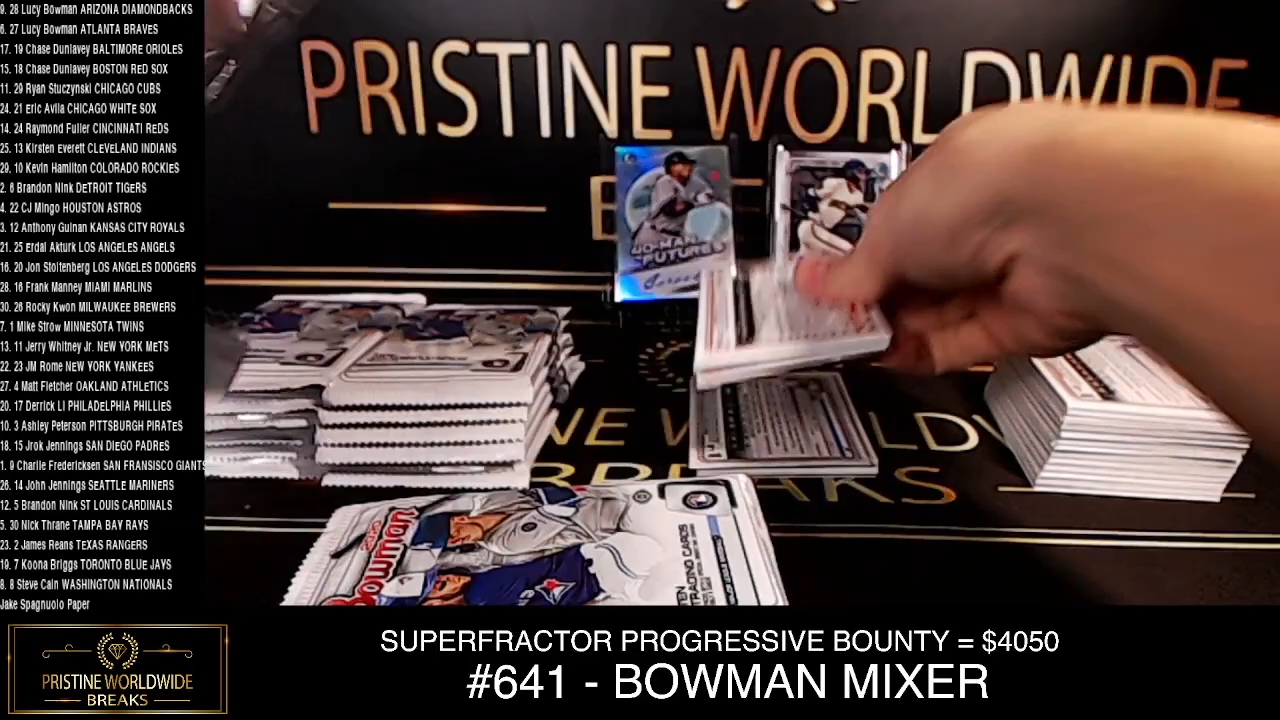 9. 28 Lucy Bowman ARIZONA DIAMONDBACKS
6. 27 Lucy Bowman ATLANTA BRAVES
17. 19 Chase Dunlavey BALTIMORE ORIOLES
15. 18 Chase Dunlavey BOSTON ReD SOX
11. 29 Ryan Stuczynski CHICAGO CUBS
24. 21 Eric Avila CHICAGO WHITE SOX
14. 24 Raymond Fuller CINCINNATI ReDS
25. 13 Kirsten Everett CLEVELAND INDIANS
29. 10 Kevin Hamilton COLORADO ROCKIES
2. 6 Brandon Nink DETROIT TIGERS
4. 22 CJ Mingo HOUSTON ASTROS
3. 12 Anthony Guinan KANSAS CITY ROYALS
21. 25 Erdal Akturk LOS ANGELES ANGELS
16. 20 Jon Stoltenberg LOS ANGELES DODGERS
28. 16 Frank Manney MIAMI MARLINS
30. 26 Rocky Kwon MILWAUKEE BREWERS
7. 1 Mike Strow MINNESOTA TWINS
13. 11 Jerry Whitney Jr. NEW YORK METS
22. 23 JM Rome NEW YORK YANKEES
27. 4 Matt Fletcher OAKLAND ATHLETICS
20. 17 Derrick Li PHILADELPHIA PHILLIES
10. 3 Ashley Peterson PITTSBURGH PIRATES
18. 15 Jrok Jennings SAN DIEGO PADRES
1. 9 Charlie Fredericksen SAN FRANSISCO GIANTS
26. 14 John Jennings SEATTLE MARINERS
12. 5 Brandon Nink ST LOUIS CARDINALS
5. 30 Nick Thrane TAMPA BAY RAYS
23. 2 James Reans TEXAS RANGERS
19. 7 Koona Briggs TORONTO BLUE JAYS
8. 8 Steve Cain WASHINGTON NATIONALS
Jake Spagnuolo Paper
PRISTINE WORLDWIDE
FUTURES
BREAKS
BOWMAN
TRADING CARDS
PRISTINE WORLDWIDE
BREAKS
SUPERFRACTOR PROGRESSIVE BOUNTY = $4050
#641 - BOWMAN MIXER